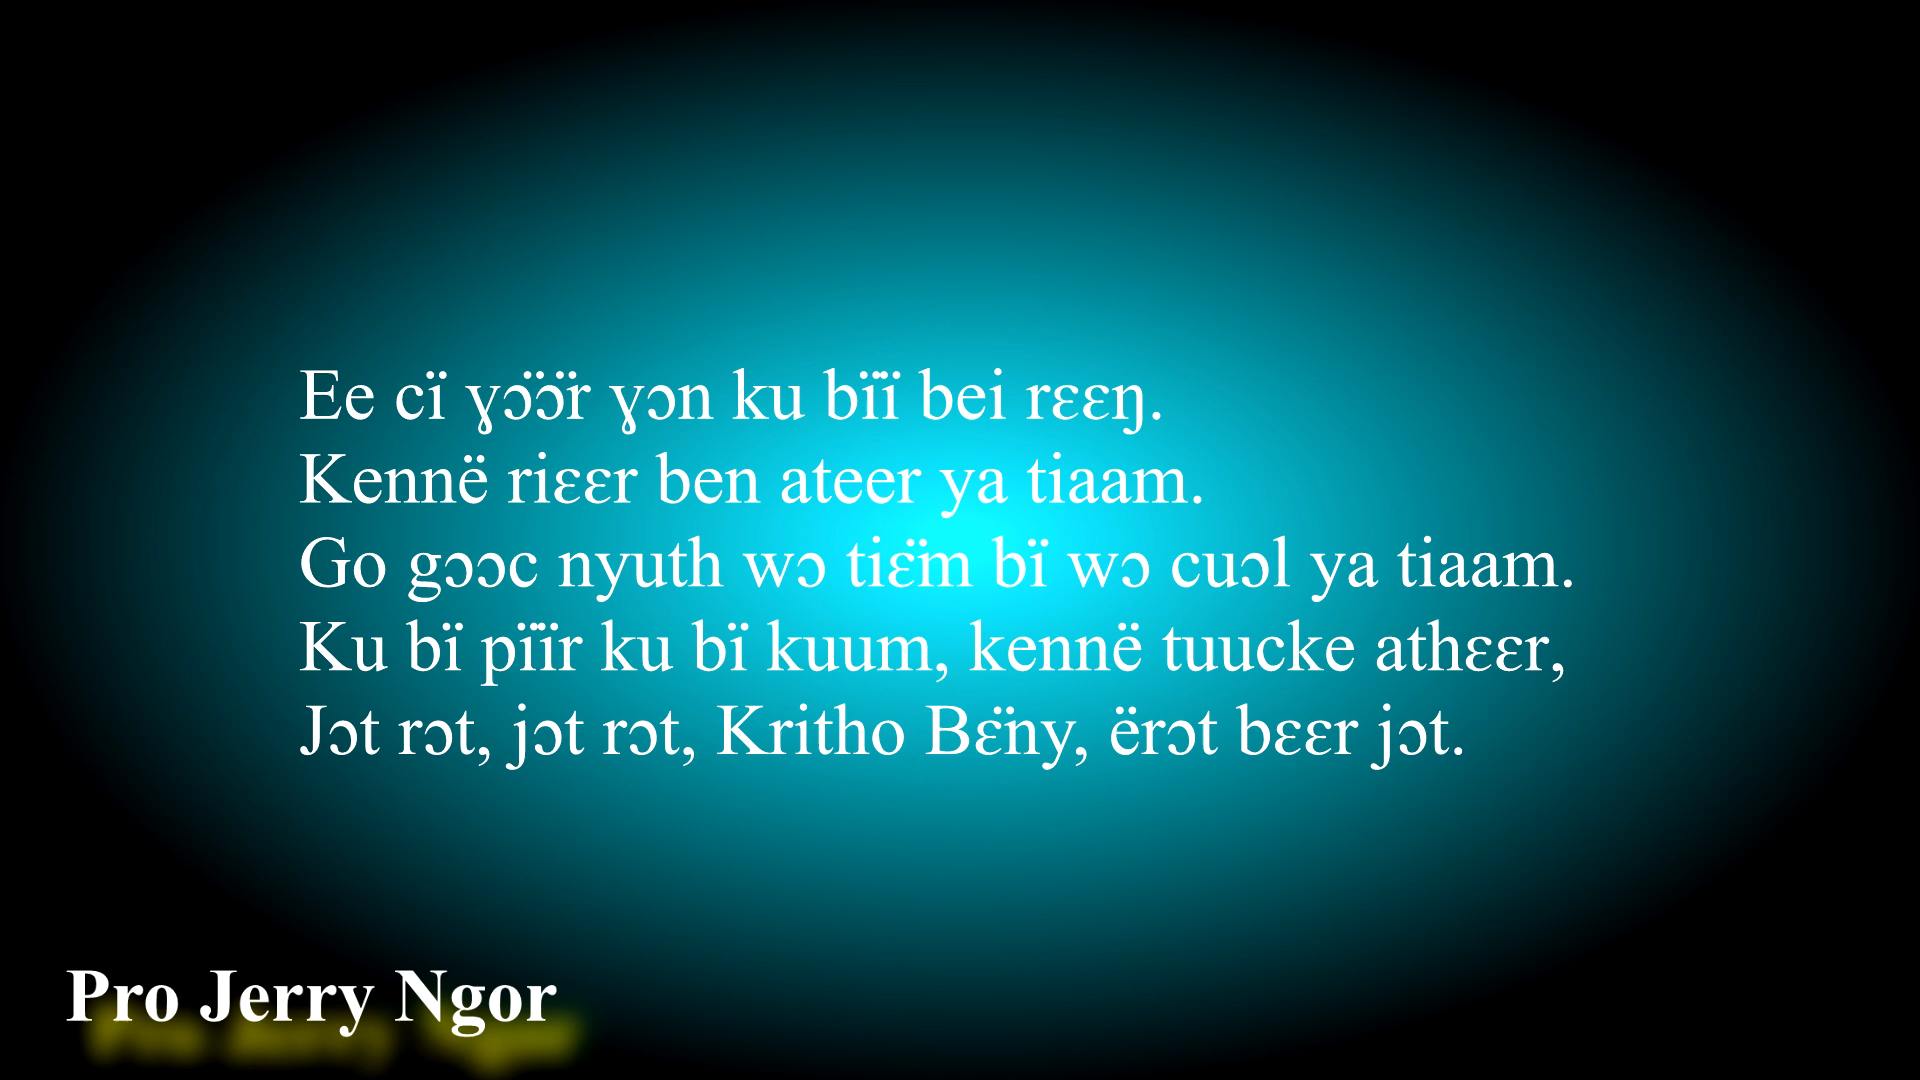 Ee cï ɣɔ̈ɔ̈r ɣɔn ku bïï bei rɛɛŋ.
Kennë riɛɛr ben ateer ya tiaam.
Go gɔɔc nyuth wɔ tiɛ̈m bï wɔ cuɔl ya tiaam.
Ku bï pïïr ku bï kuum, kennë tuucke athɛɛr,
Jɔt rɔt, jɔt rɔt, Kritho Bɛ̈ny, ërɔt bɛɛr jɔt.
Pro Jerry Ngor